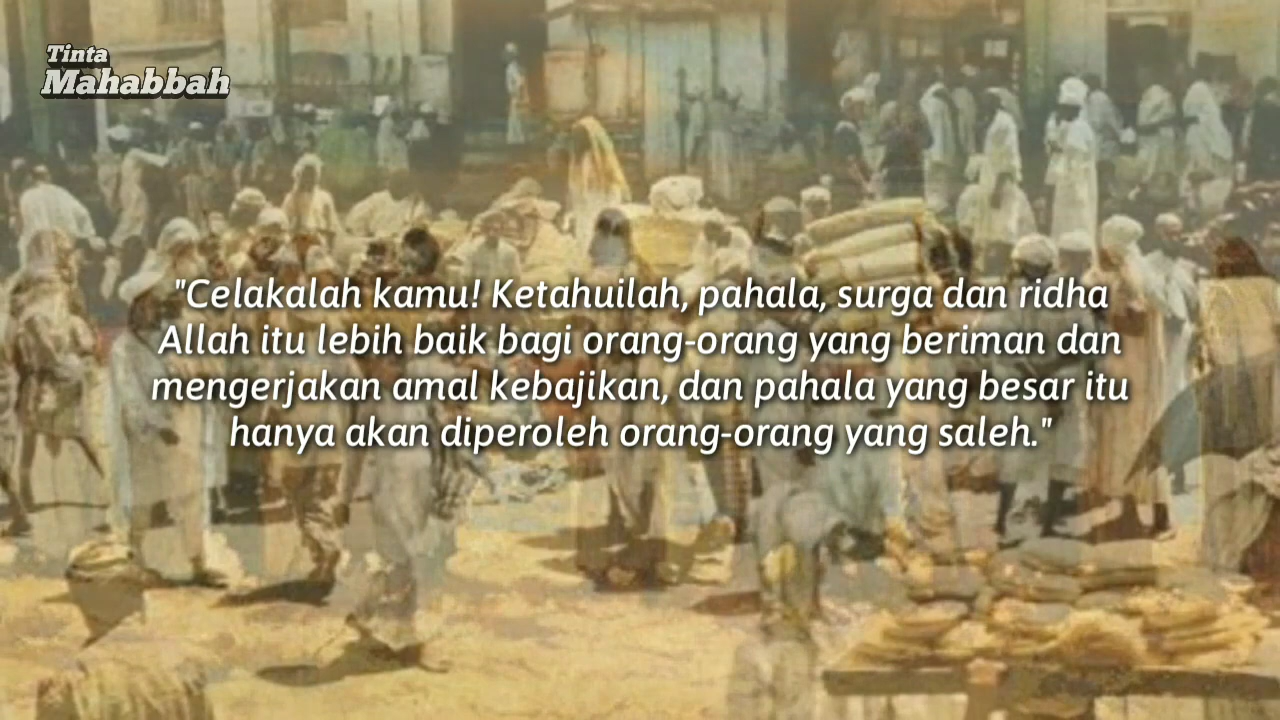 Tinta
Mahabbah
"Celakalah kamu! Ketahuilah, pahala, surga dan ridha
Allah itu lebih baik bagi orang-orang yang beriman dan
mengerjakan amal kebajikan, dan pahala yang besar itu
hanya akan diperoleh orang-orang yang saleh."